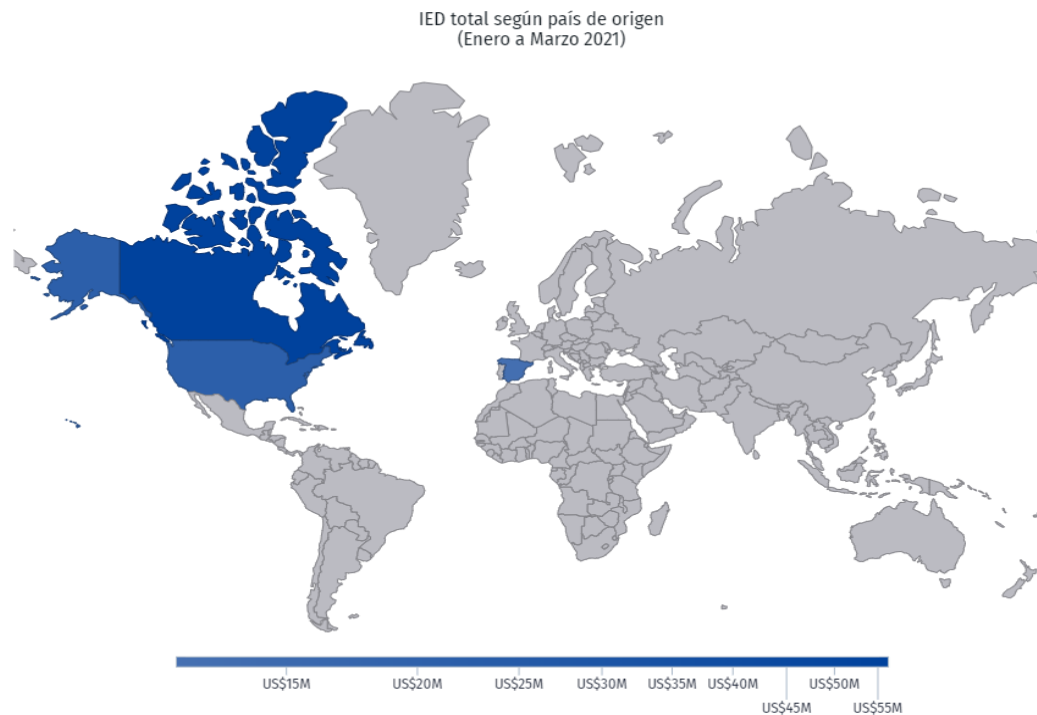 IED total según país de origen
(Enero a Marzo 2021)
US$15M US$20M US$25M US$30M US$35M US$40M US$50M
US$45M US$55M